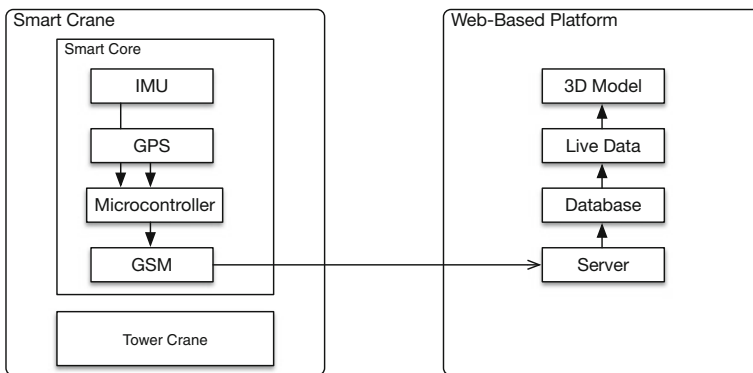 Smart Crane
Smart Core
IMU
GPS
Microcontroller
GSM
Tower Crane
Web-Based Platform
3D Model
Live Data
Database
Server